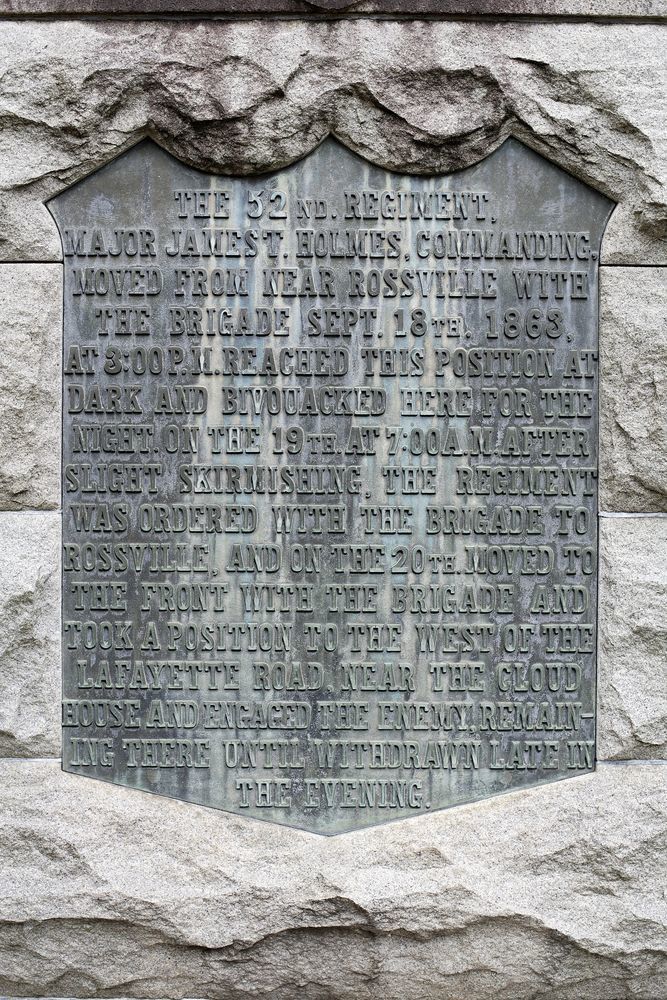 THE 52ND. REGIMENT,
MAJOR JAMES T. HOLMES, COMMANDING,
MOVED FROM NEAR ROSSVILLE WITH
THE BRIGADE SEPT. 18TH. 1863,
AT 3:00 P.M. REACHED THIS POSITION AT
DARK AND BIVOUACKED HERE FOR THE
NIGHT. ON THE 19TH. AT 7:00 A.M. AFTER
SLIGHT SKIRMISHING, THE REGIMENT
WAS ORDERED WITH THE BRIGADE TO
ROSSVILLE, AND ON THE 20TH. MOVED TO
THE FRONT WITH THE BRIGADE AND
TOOK A POSITION TO THE WEST OF THE
LAFAYETTE ROAD, NEAR THE CLOUD
HOUSE AND ENGAGED THE ENEMY. REMAIN-
ING THERE UNTIL WITHDRAWN LATE IN
THE EVENING.